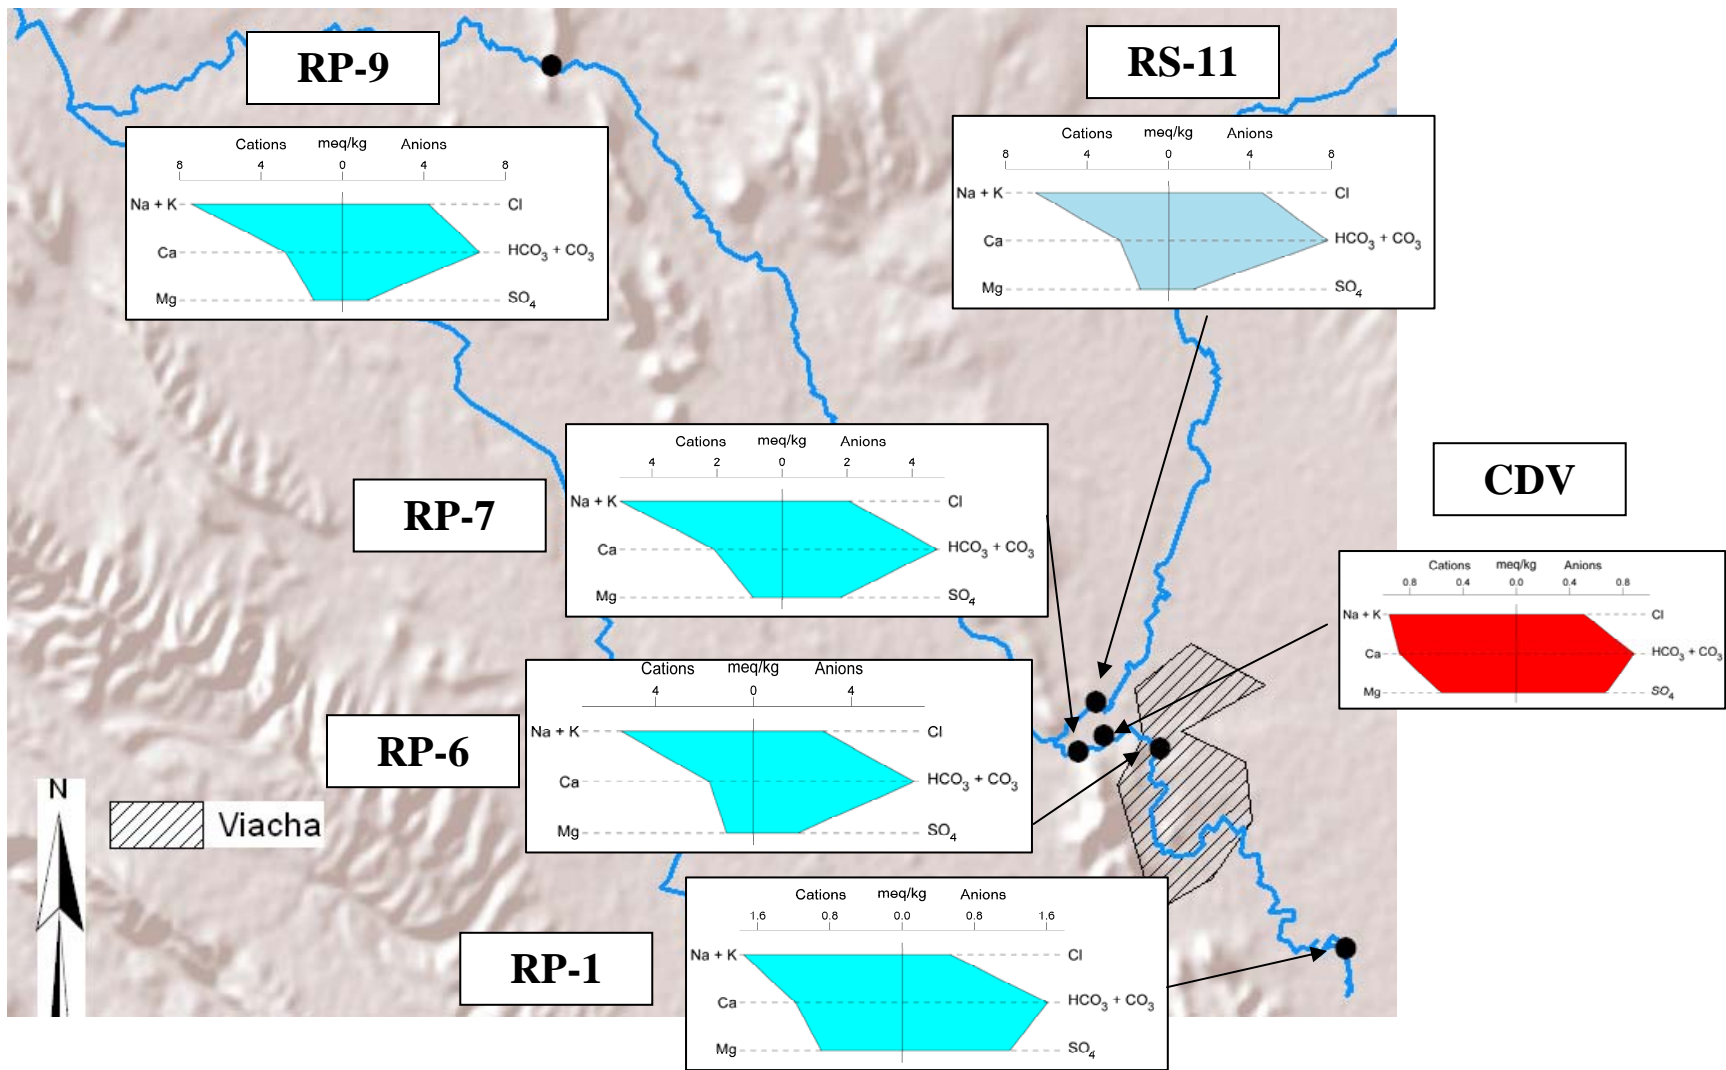 RP-9
Cations meq/kg Anions
8 4 0 4 8
Na + K Cl
Ca HCO3 + CO3
Mg SO4
RS-11
Cations meq/kg Anions
8 4 0 4 8
Na + K Cl
Ca HCO3 + CO3
Mg SO4
RP-7
Cations meq/kg Anions
4 2 0 2 4
Na + K Cl
Ca HCO3 + CO3
Mg SO4
CDV
Cations meq/kg Anions
0.8 0.4 0.0 0.4 0.8
Na + K Cl
Ca HCO3 + CO3
Mg SO4
RP-6
Cations meq/kg Anions
4 0 4
Na + K Cl
Ca HCO3 + CO3
Mg SO4
N
Viacha
RP-1
Cations meq/kg Anions
1.6 0.8 0.0 0.8 1.6
Na + K Cl
Ca HCO3 + CO3
Mg SO4